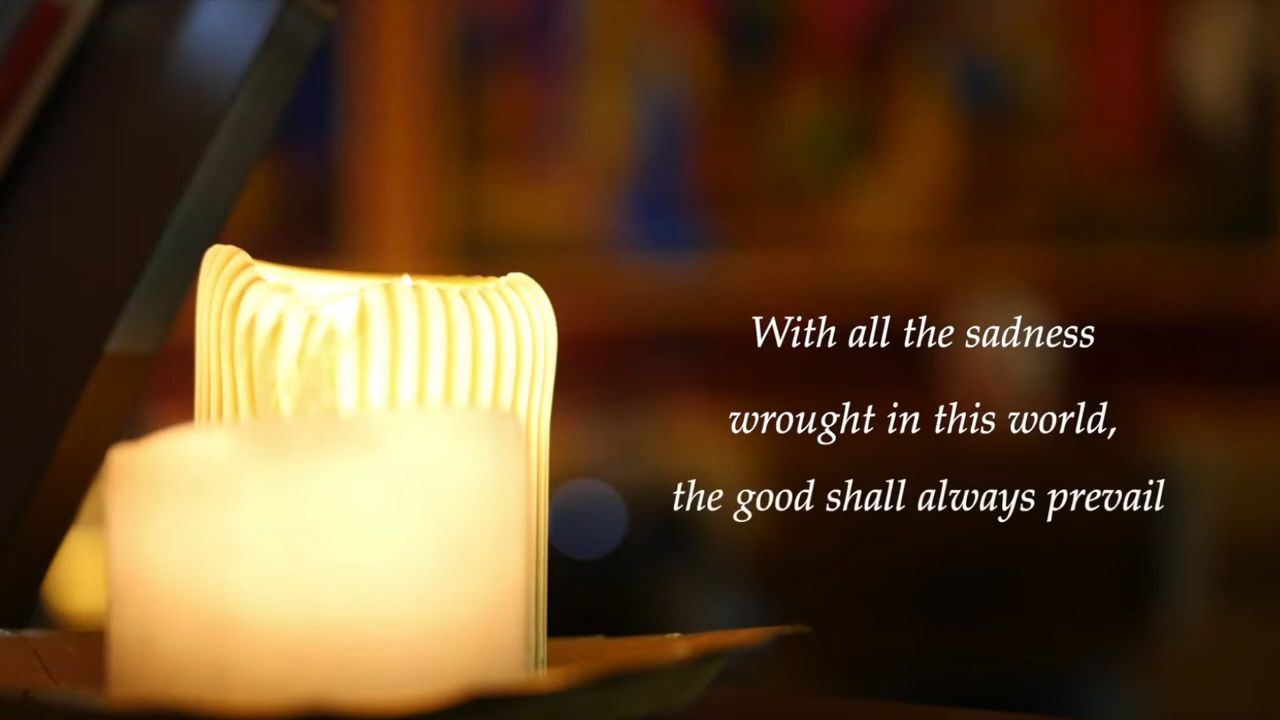 With all the sadness
wrought in this world,
the good shall always prevail